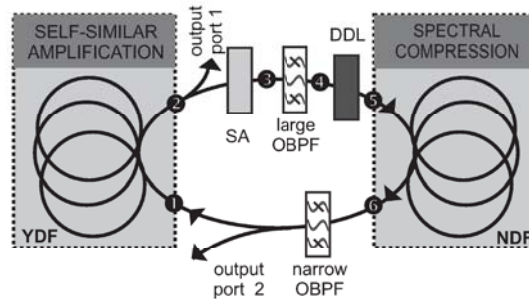 SELF-SIMILAR
AMPLIFICATION
output
port 1
DDL
SPECTRAL
COMPRESSION
2
3
4
5
SA
large
OBPF
1
6
YDF
output
port 2
narrow
OBPF
NDF